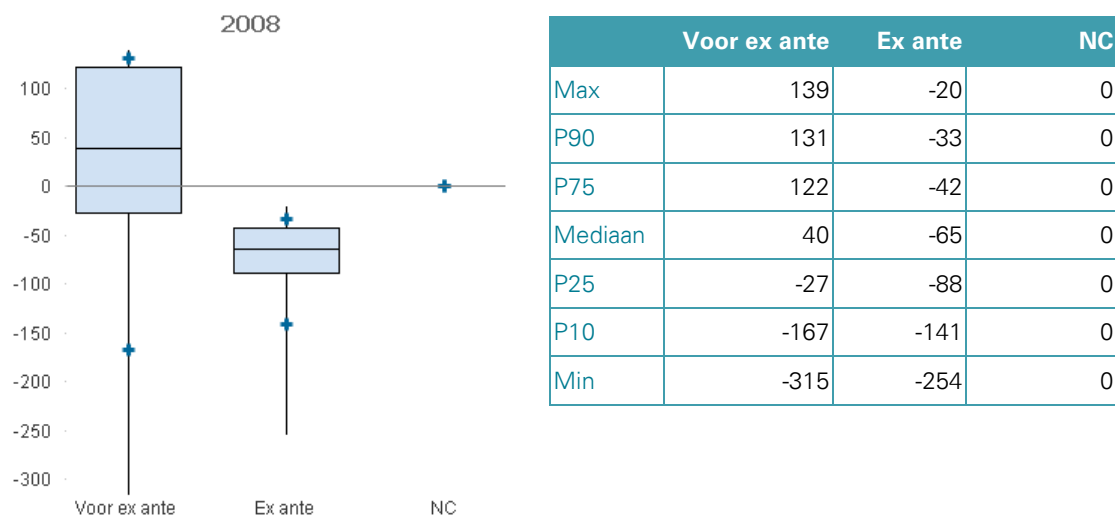 2008
100
50
0
-50
-100
-150
-200
-250
-300
Voor ex ante Ex ante NC
Voor ex ante Ex ante NC
Max 139 -20 0
P90 131 -33 0
P75 122 -42 0
Mediaan 40 -65 0
P25 -27 -88 0
P10 -167 -141 0
Min -315 -254 0